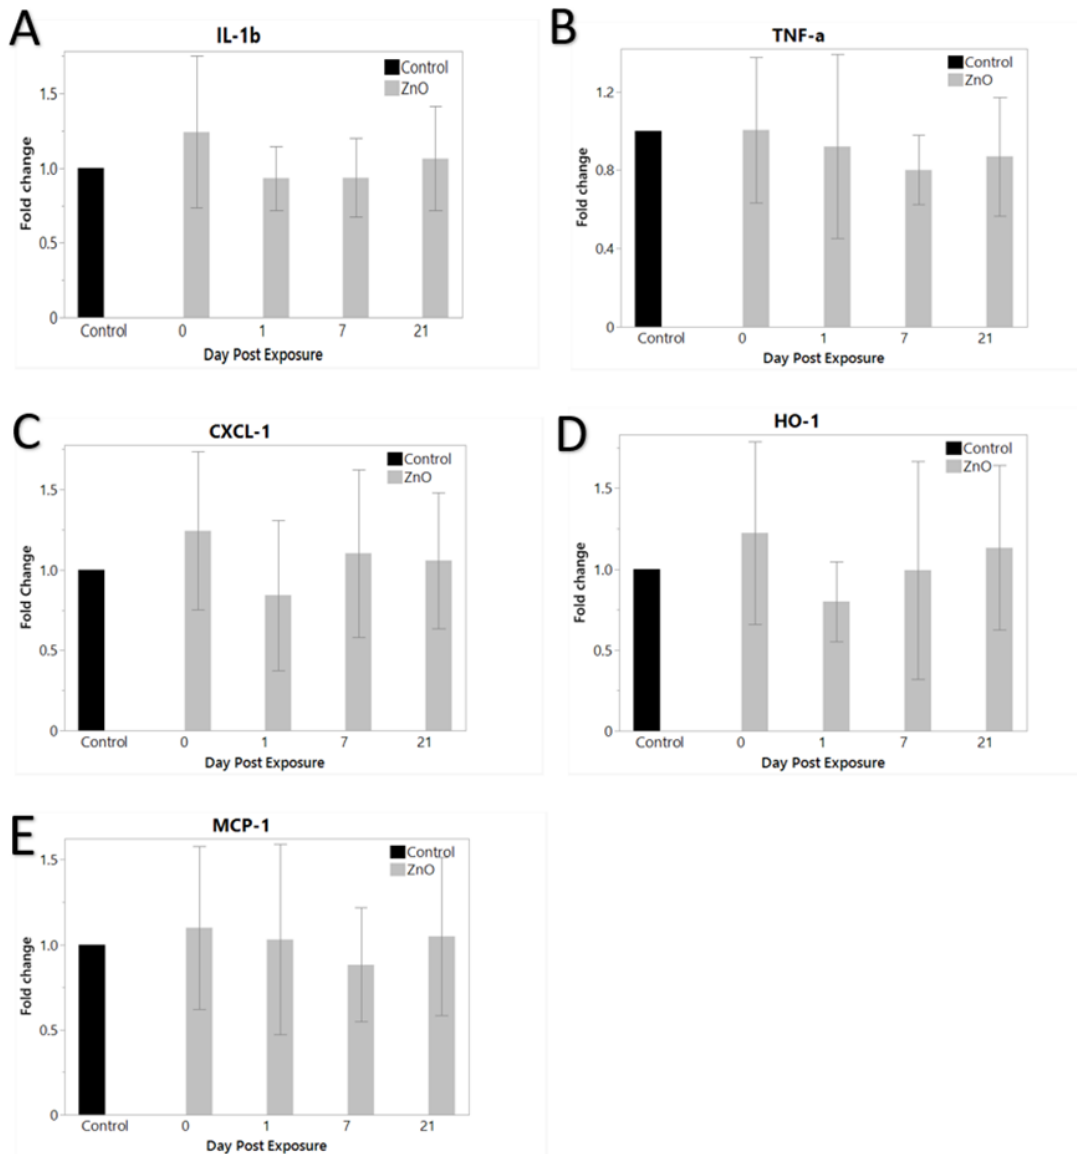 A
IL-1b
Control
ZnO
Fold change
1.5
1.0
0.5
0
Control 0 1 7 21
Day Post Exposure
B
TNF-a
Control
ZnO
Fold change
1.2
0.8
0.4
0
Control 0 1 7 21
Day Post Exposure
C
CXCL-1
Control
ZnO
Fold Change
1.5
1.0
0.5
0
Control 0 1 7 21
Day Post Exposure
D
HO-1
Control
ZnO
Fold change
1.5
1.0
0.5
0
Control 0 1 7 21
Day Post Exposure
E
MCP-1
Control
ZnO
Fold change
1.5
1.0
0.5
0
Control 0 1 7 21
Day Post Exposure